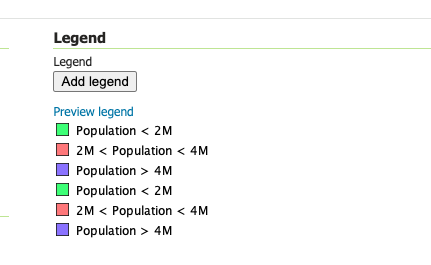 Legend
Legend
Add legend
Preview legend
Population < 2M
2M < Population < 4M
Population > 4M
Population < 2M
2M < Population < 4M
Population > 4M